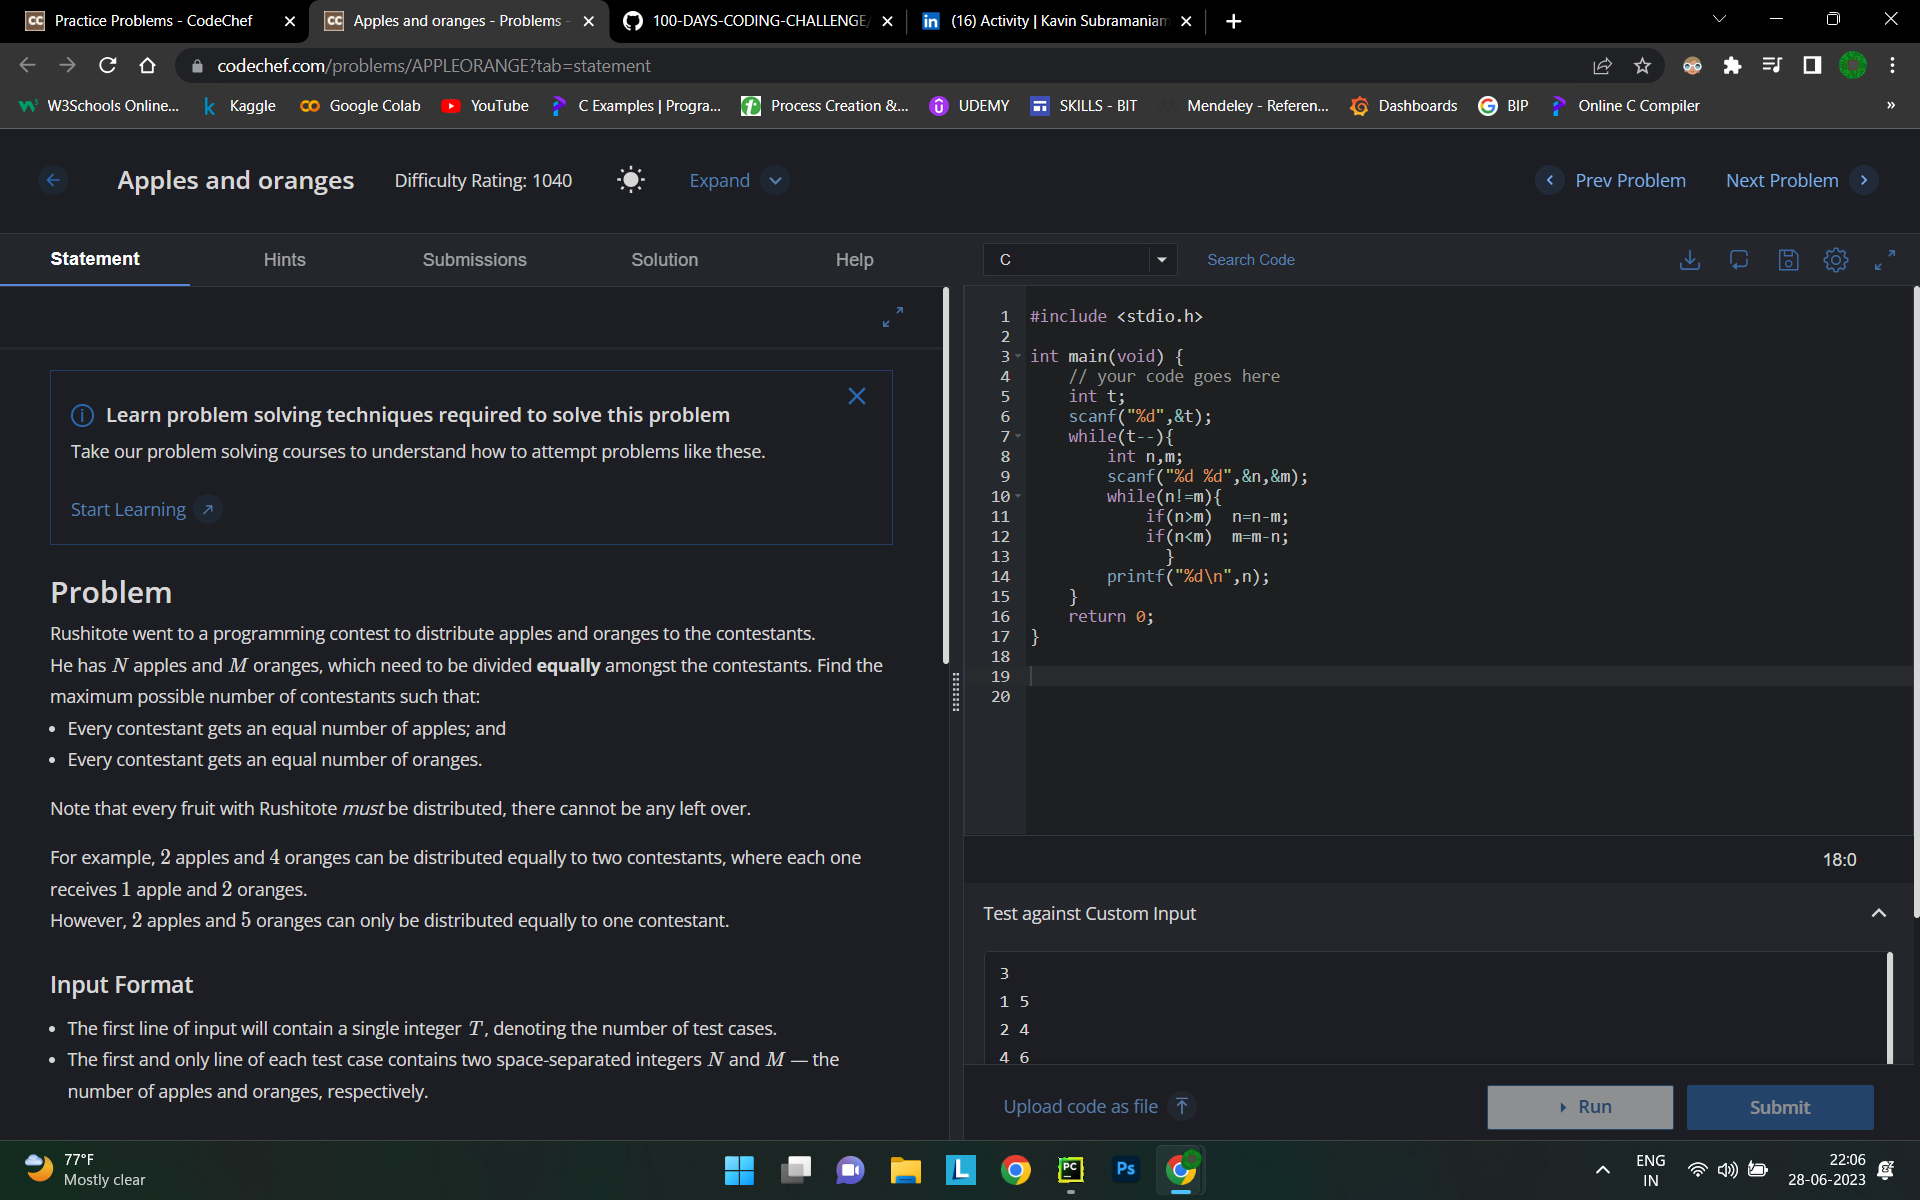 Practice Problems - CodeChef
Apples and oranges - Problems -
100-DAYS-CODING-CHALLENGE/
(16) Activity | Kavin Subramaniam
codechef.com/problems/APPLEORANGE?tab=statement
W3Schools Online...
Kaggle
Google Colab
YouTube
C Examples | Progra...
Process Creation &...
UDEMY
SKILLS - BIT
Mendeley - Referen...
Dashboards
BIP
Online C Compiler
»
Apples and oranges
Difficulty Rating: 1040
Expand
Prev Problem
Next Problem
Statement
Hints
Submissions
Solution
Help
C
Search Code
Learn problem solving techniques required to solve this problem
Take our problem solving courses to understand how to attempt problems like these.
Start Learning
Problem
Rushitote went to a programming contest to distribute apples and oranges to the contestants.
He has N apples and M oranges, which need to be divided equally amongst the contestants. Find the
maximum possible number of contestants such that:
• Every contestant gets an equal number of apples; and
• Every contestant gets an equal number of oranges.
Note that every fruit with Rushitote must be distributed, there cannot be any left over.
For example, 2 apples and 4 oranges can be distributed equally to two contestants, where each one
receives 1 apple and 2 oranges.
However, 2 apples and 5 oranges can only be distributed equally to one contestant.
Input Format
• The first line of input will contain a single integer T, denoting the number of test cases.
• The first and only line of each test case contains two space-separated integers N and M — the
number of apples and oranges, respectively.
1 #include <stdio.h>
2
3 int main(void) {
4 // your code goes here
5 int t;
6 scanf("%d",&t);
7 while(t--){
8 int n,m;
9 scanf("%d %d",&n,&m);
10 while(n!=m){
11 if(n>m)  n=n-m;
12 if(n<m)  m=m-n;
13 }
14 printf("%d\n",n);
15 }
16 return 0;
17 }
18
19
20
18:0
Test against Custom Input
3
1 5
2 4
4 6
Upload code as file
Run
Submit
77°F
Mostly clear
L
PC
Ps
ENG
IN
22:06
28-06-2023